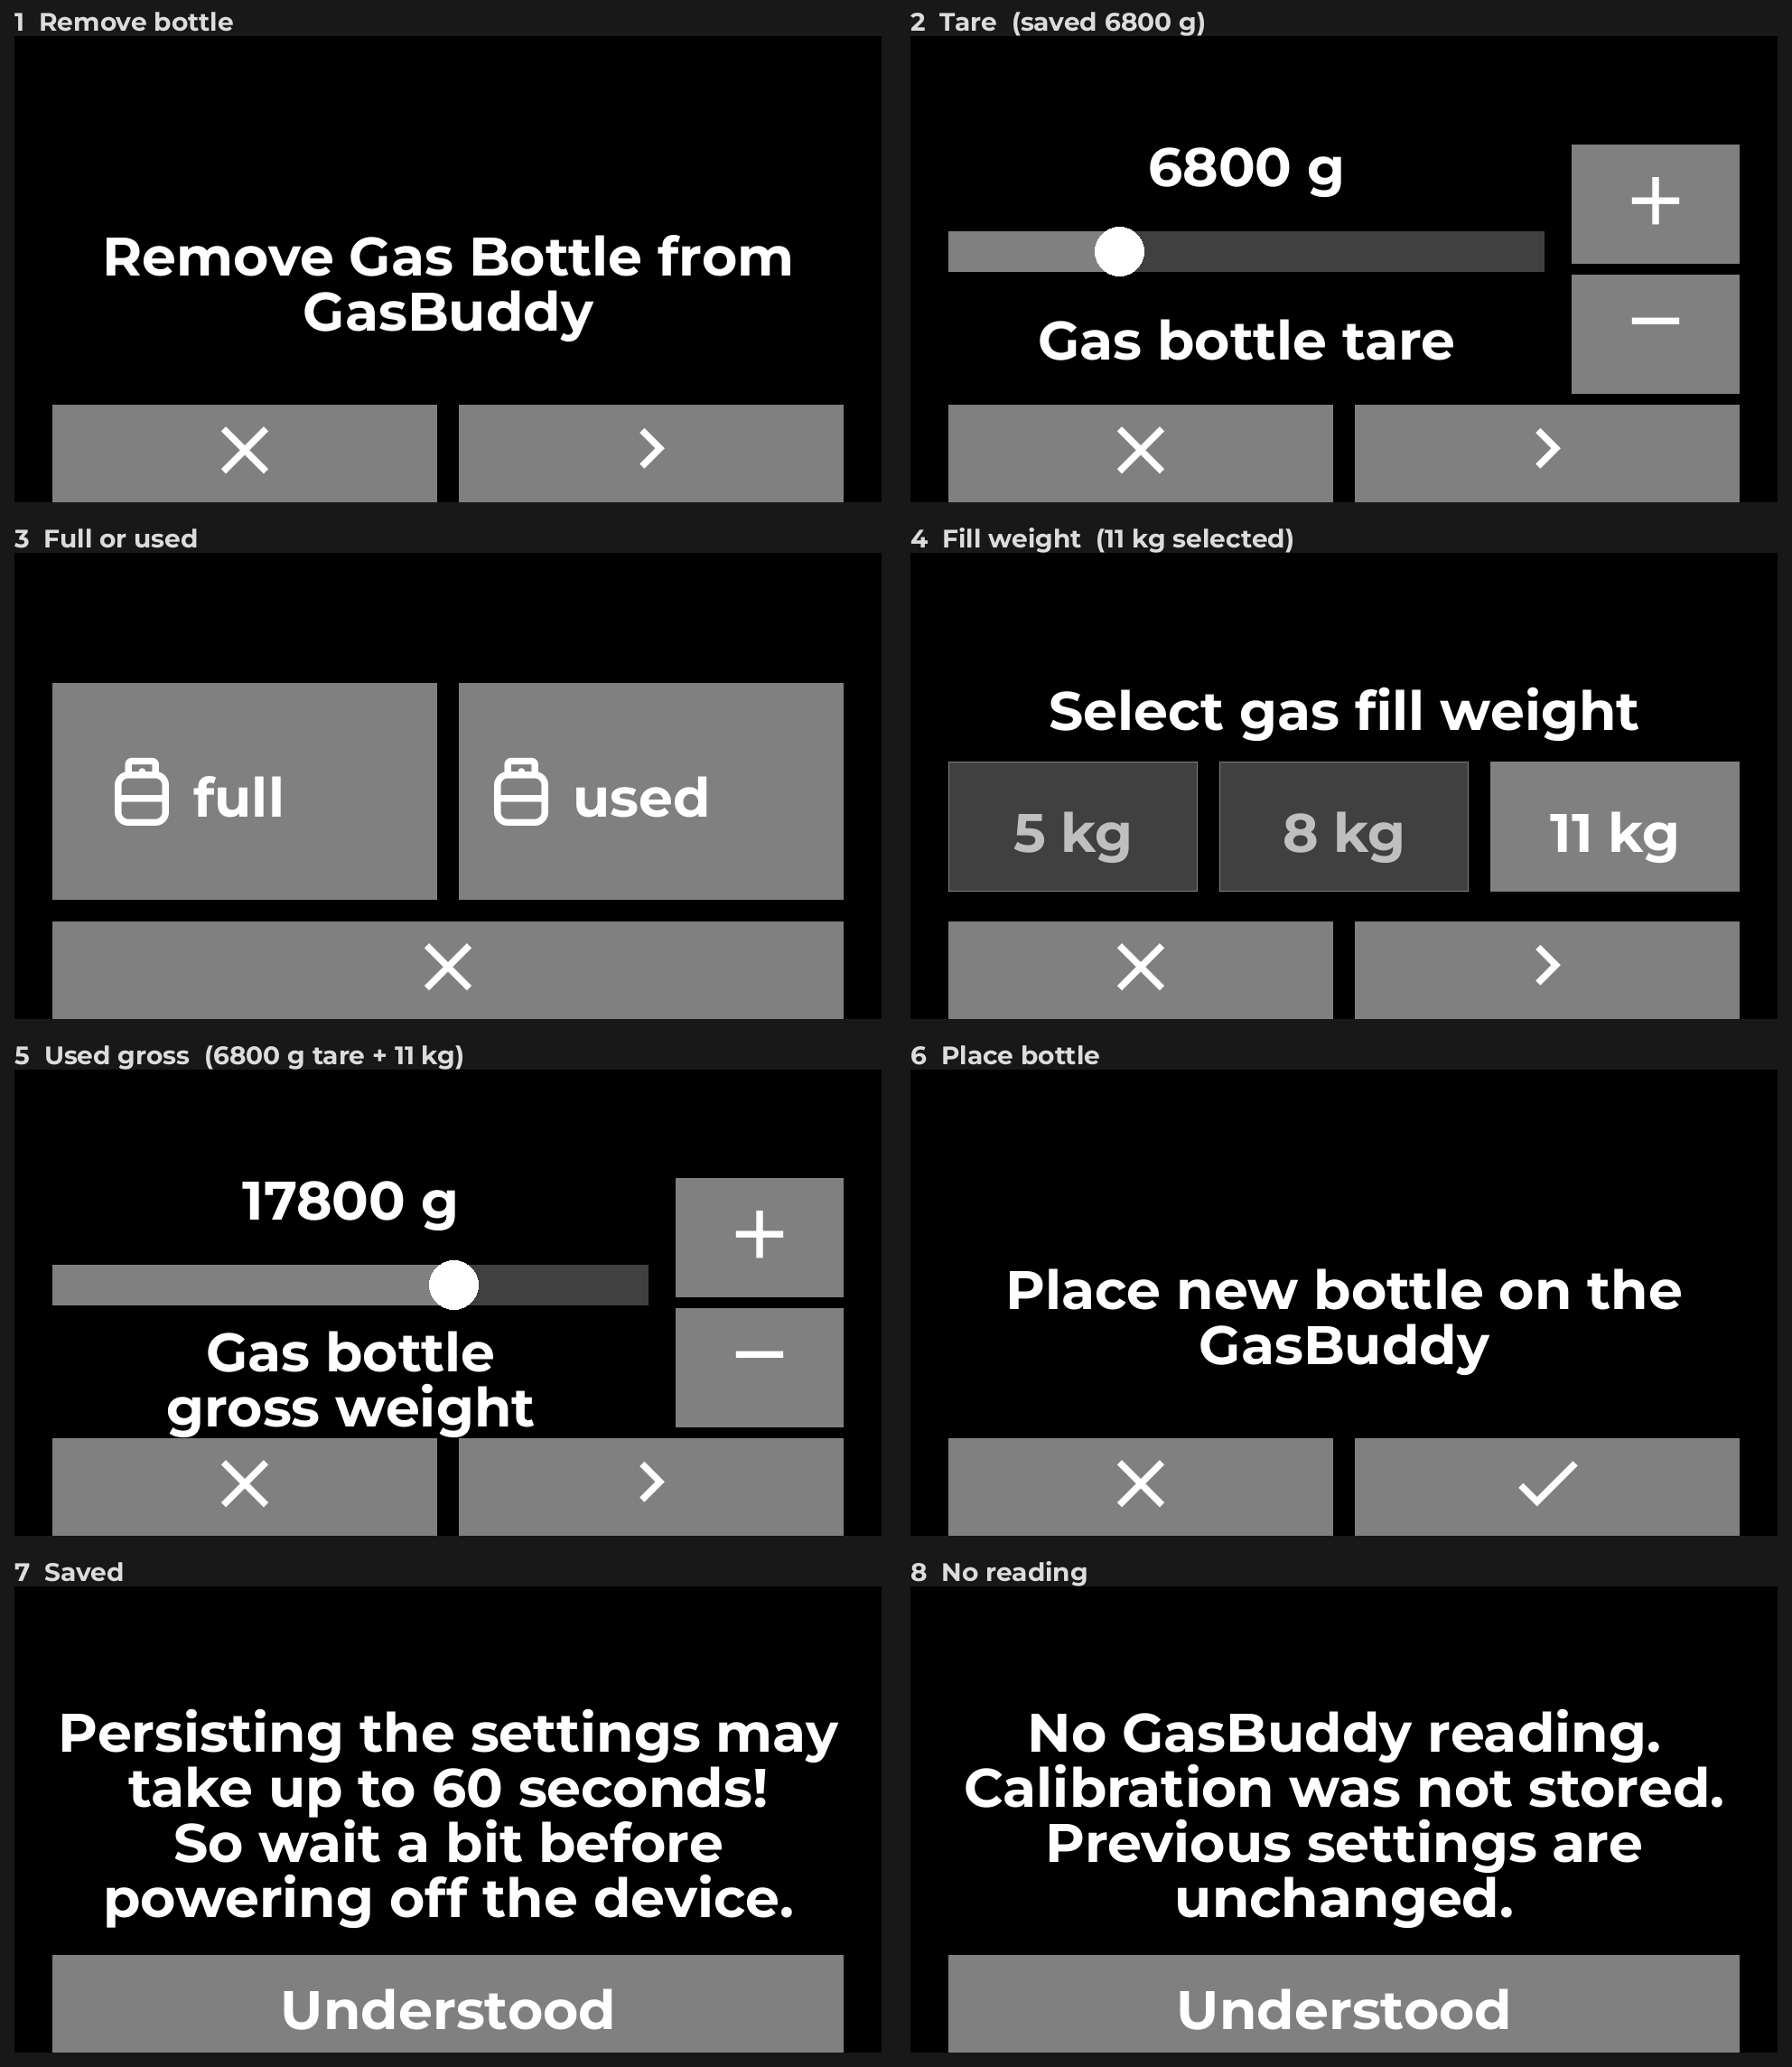 1 Remove bottle
Remove Gas Bottle from
GasBuddy
2 Tare (saved 6800 g)
6800 g
+
Gas bottle tare
−
3 Full or used
full
used
4 Fill weight (11 kg selected)
Select gas fill weight
5 kg
8 kg
11 kg
5 Used gross (6800 g tare + 11 kg)
17800 g
+
Gas bottle
gross weight
−
6 Place bottle
Place new bottle on the
GasBuddy
7 Saved
Persisting the settings may
take up to 60 seconds!
So wait a bit before
powering off the device.
Understood
8 No reading
No GasBuddy reading.
Calibration was not stored.
Previous settings are
unchanged.
Understood